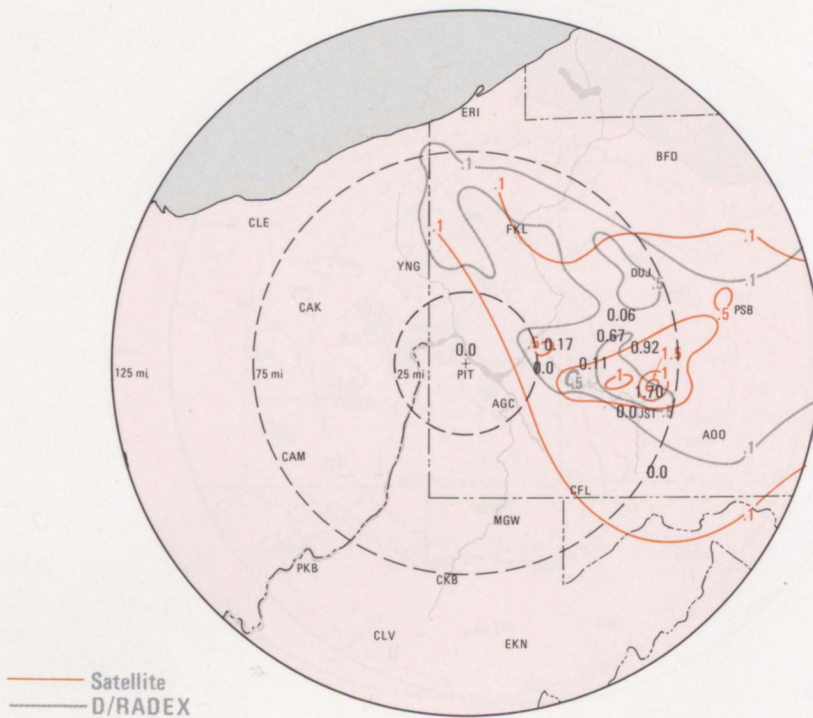 ERI
BFD
.1
.1
CLE
FKL
.1
.1
YNG
DUJ
.1
.5
CAK
.5
PSB
0.06
0.67
0.0
.5
0.17
0.92
1.5
125 mi
75 mi
25 mi
PIT
0.0
0.11
.5
1
1
1.70
AGC
0.0
JST
.5
AOO
.1
CAM
0.0
CFL
MGW
.1
PKB
CKB
CLV
EKN
Satellite
D/RADEX